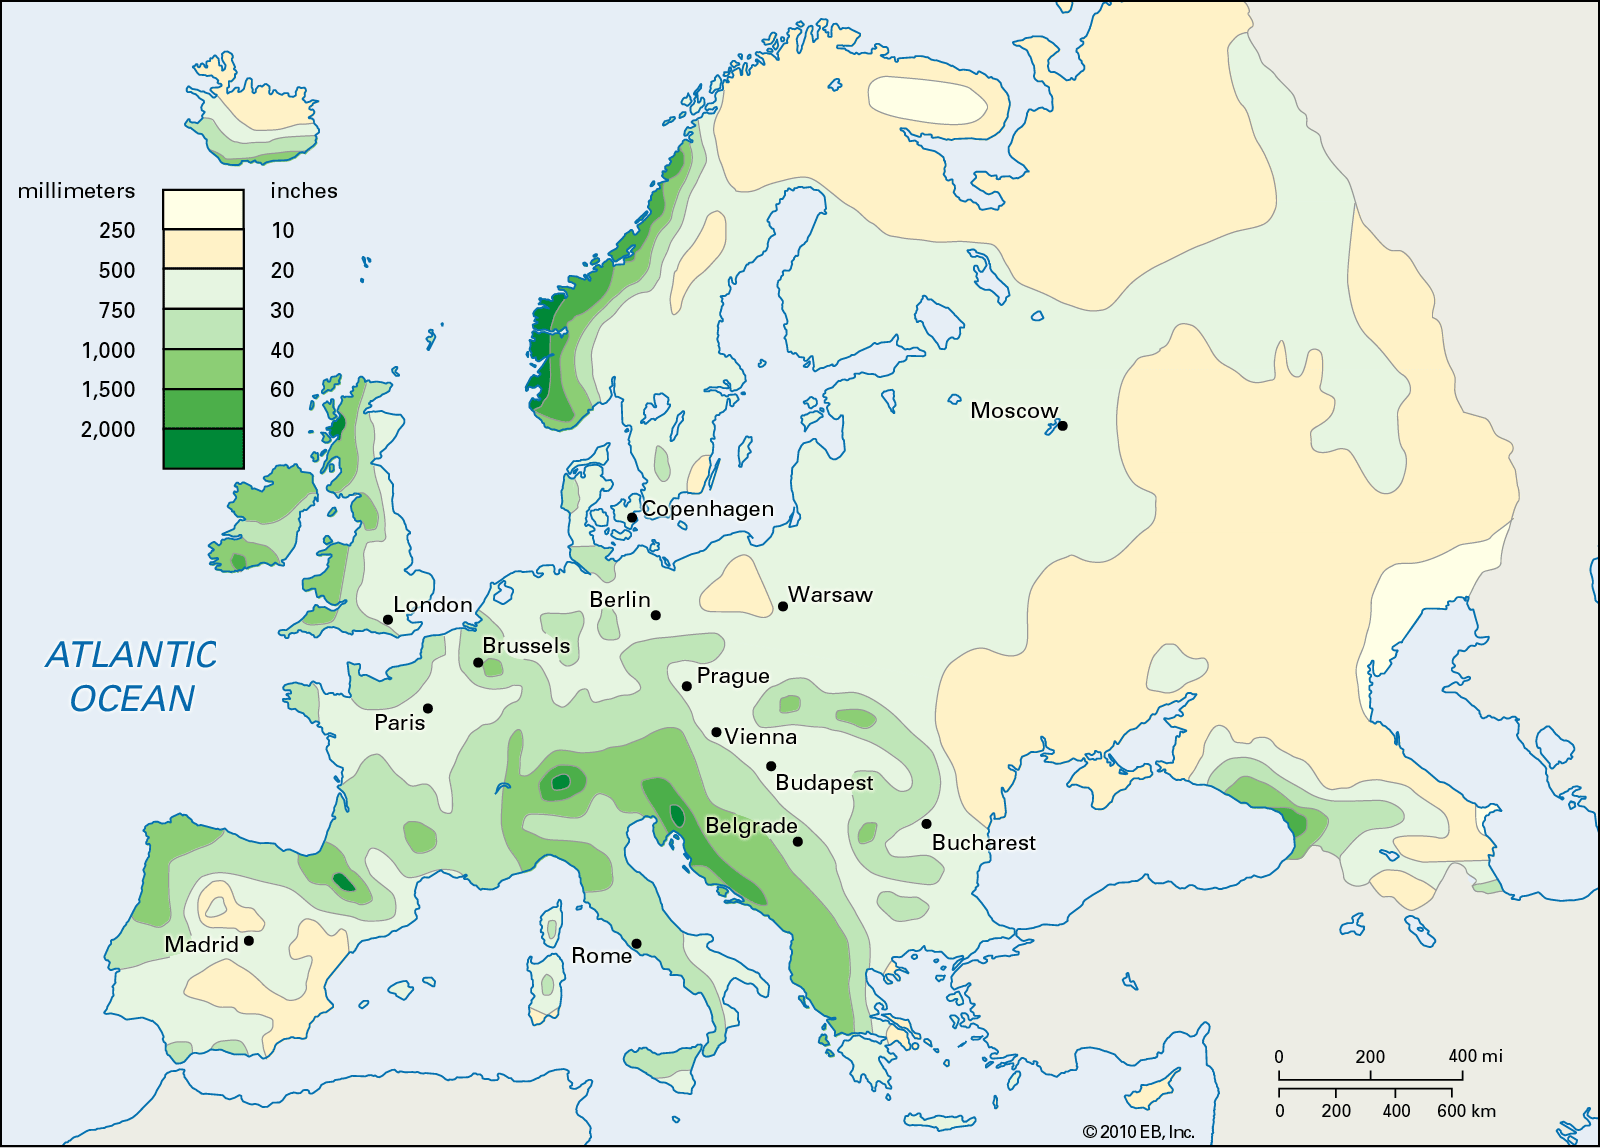 millimeters
inches
250
10
500
20
750
30
1,000
40
1,500
60
2,000
80
Moscow
Copenhagen
Warsaw
Berlin
London
Brussels
ATLANTIC
OCEAN
Prague
Paris
Vienna
Budapest
Belgrade
Bucharest
Madrid
Rome
0 200 400 mi
0 200 400 600 km
© 2010 EB, Inc.